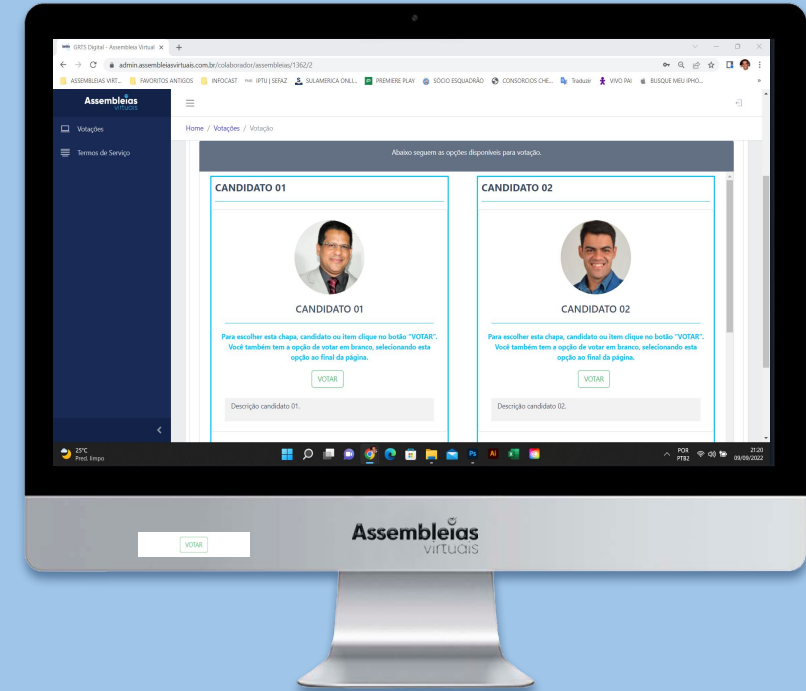 GRTS Digital - Assembleia Virtual
admin.assembleiasvirtuais.com.br/colaborador/assembleias/1362/2
ASSEMBLEIAS VIRT... FAVORITOS ANTIGOS INFOCAST IPTU | SEFAZ SULAMERICA ONLI... PREMIERE PLAY SÓCIO ESQUADRÃO CONSORCIOS CHE... Traduzir VIVO PAI BUSQUE MEU IPHO...
Assembleias
virtuais
Votações
Termos de Serviço
Home / Votações / Votação
Abaixo seguem as opções disponíveis para votação.
CANDIDATO 01
CANDIDATO 01
Para escolher esta chapa, candidato ou item clique no botão "VOTAR".
Você também tem a opção de votar em branco, selecionando esta
opção ao final da página.
VOTAR
Descrição candidato 01.
CANDIDATO 02
CANDIDATO 02
Para escolher esta chapa, candidato ou item clique no botão "VOTAR".
Você também tem a opção de votar em branco, selecionando esta
opção ao final da página.
VOTAR
Descrição candidato 02.
25°C
Pred. limpo
Ps
Ai
POR
PTB2
21:20
09/09/2022
VOTAR
Assembleias
virtuais